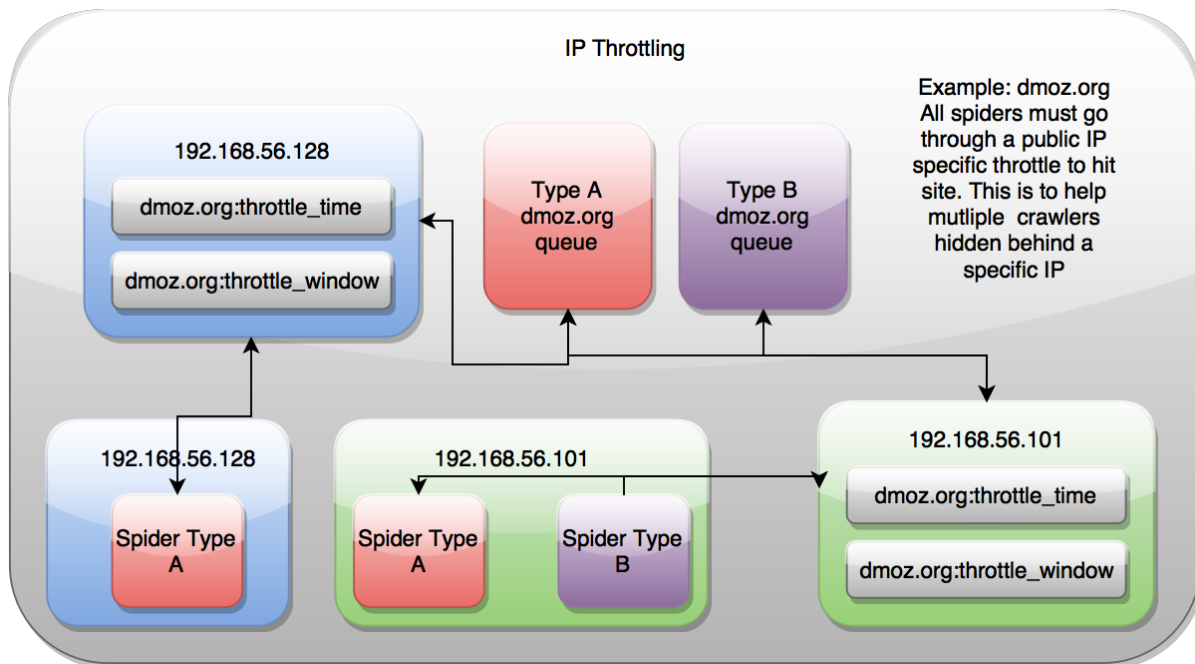 IP Throttling
Example: dmoz.org
All spiders must go
through a public IP
specific throttle to hit
site. This is to help
mutliple  crawlers
hidden behind a
specific IP
192.168.56.128
dmoz.org:throttle_time
dmoz.org:throttle_window
Type A
dmoz.org
queue
Type B
dmoz.org
queue
192.168.56.128
Spider Type
A
192.168.56.101
Spider Type
A
Spider Type
B
192.168.56.101
dmoz.org:throttle_time
dmoz.org:throttle_window